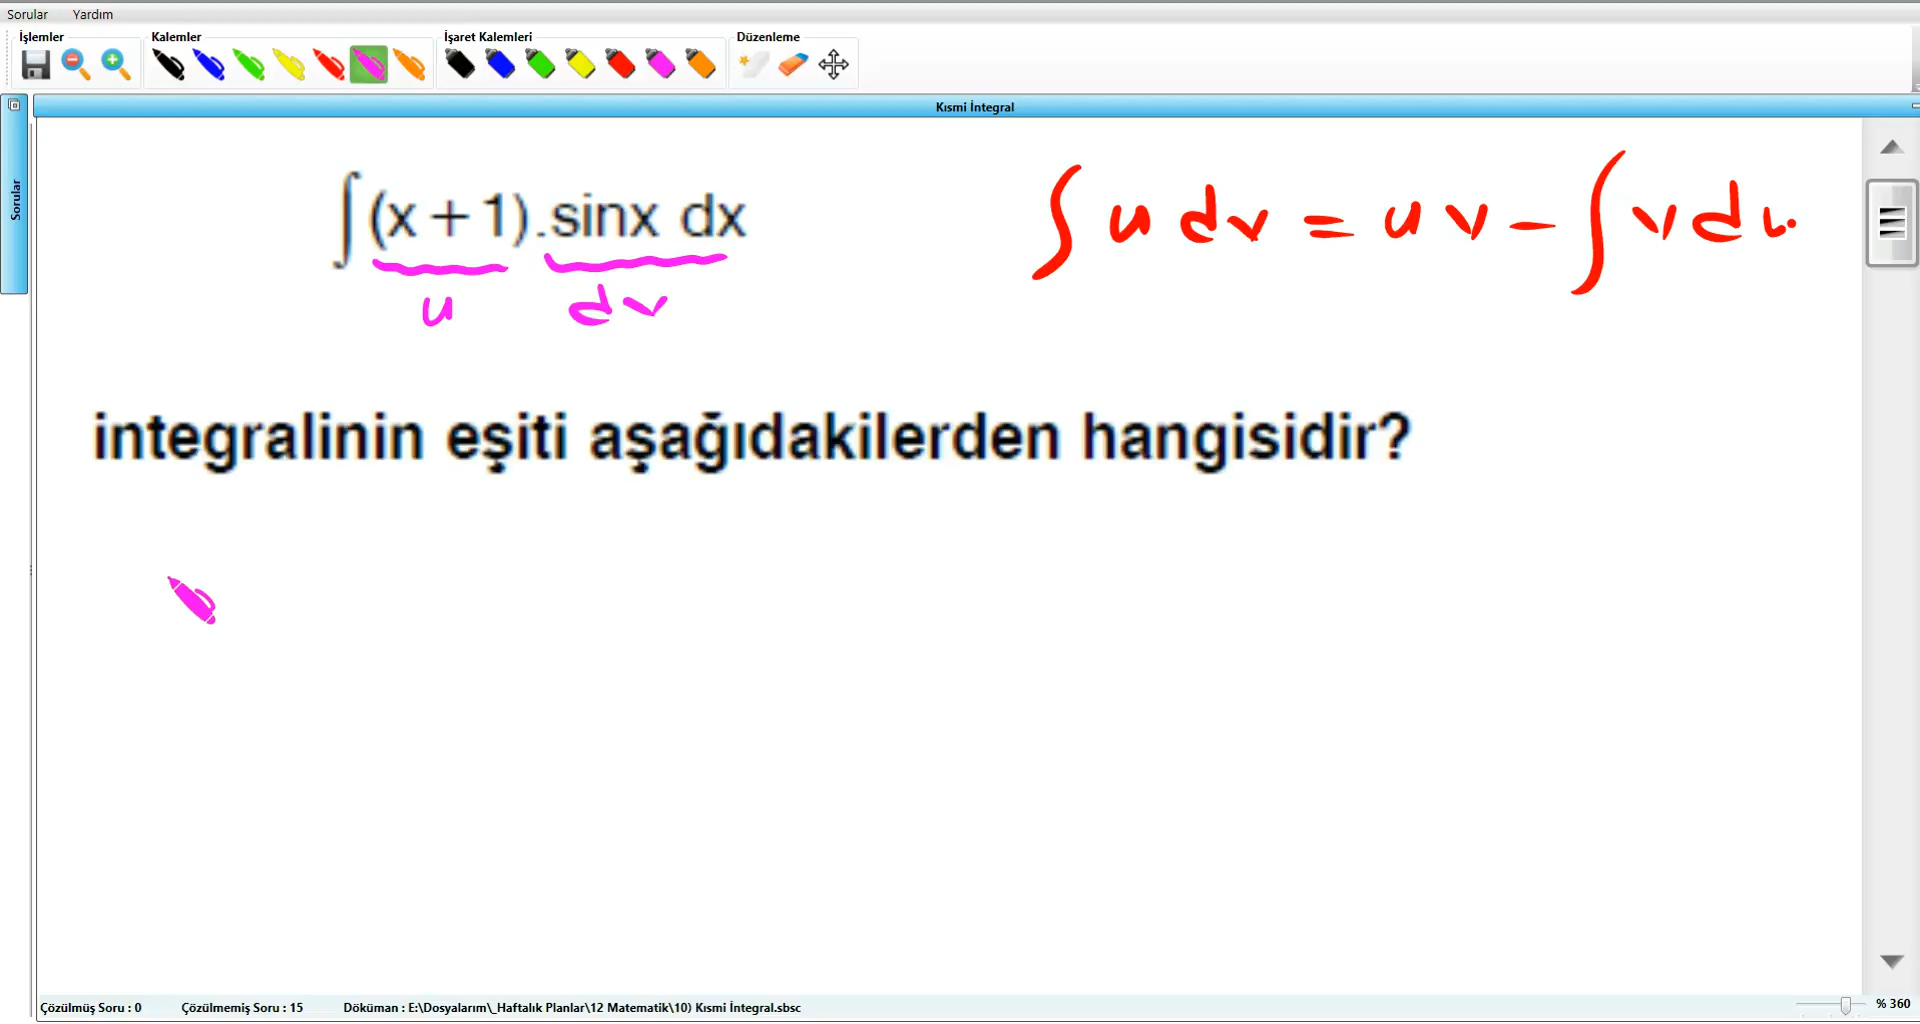 Sorular Yardım
İşlemler Kalemler İşaret Kalemleri Düzenleme
Kısmi İntegral
Sorular
∫(x+1).sinx dx
∫ u dv = u v - ∫ v du
u dv
integralinin eşiti aşağıdakilerden hangisidir?
Çözülmüş Soru : 0 Çözülmemiş Soru : 15 Döküman : E:\Dosyalarım\_Haftalık Planlar\12 Matematik\10) Kısmi İntegral.sbsc % 360